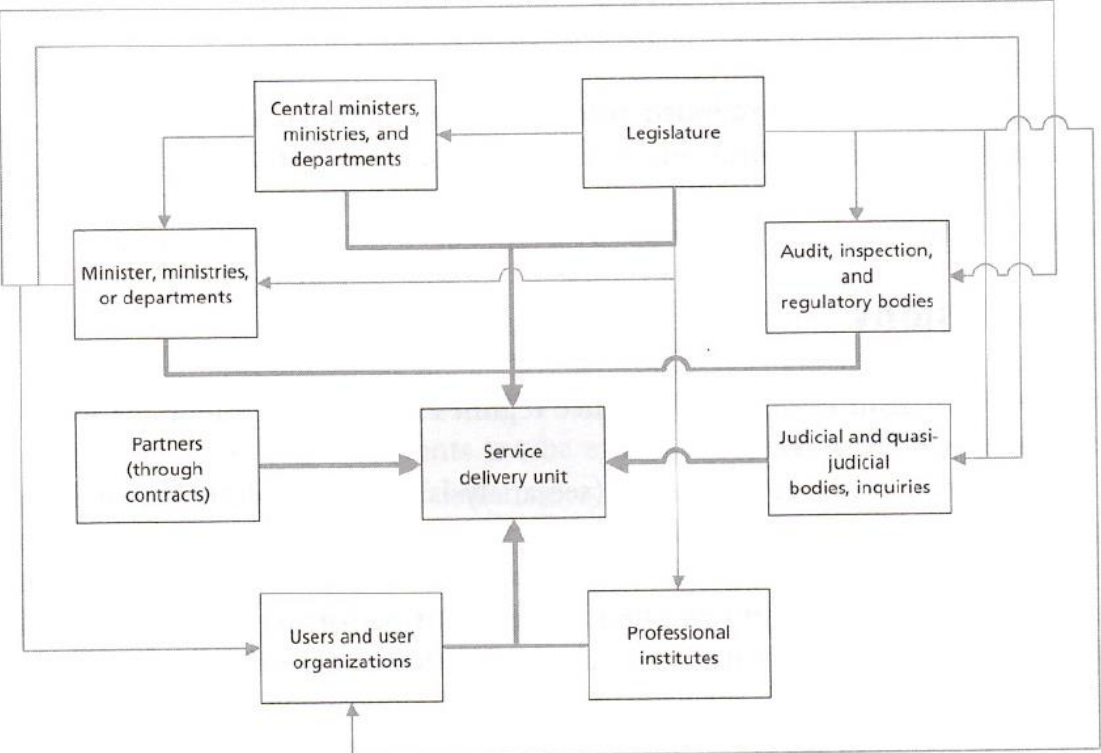 Central ministers,
ministries, and
departments
Legislature
Minister, ministries,
or departments
Audit, inspection,
and
regulatory bodies
Partners
(through
contracts)
Service
delivery unit
Judicial and quasi-
judicial
bodies, inquiries
Users and user
organizations
Professional
institutes